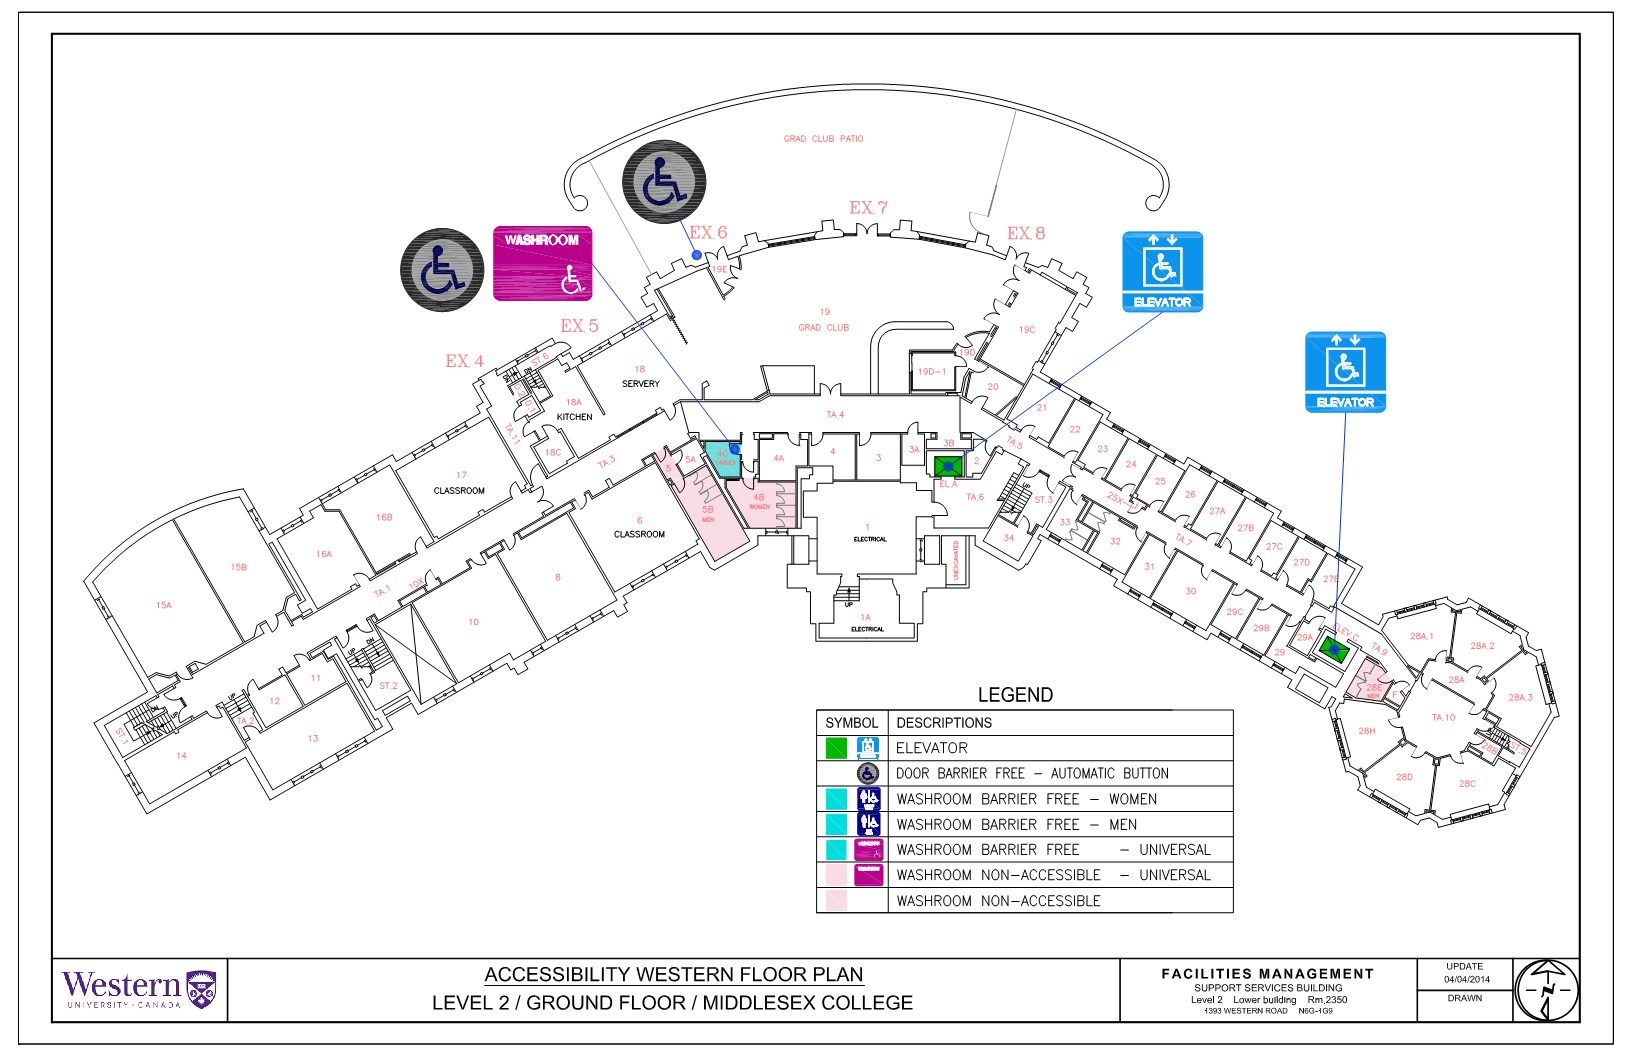 GRAD CLUB PATIO
EX.7
EX.6
EX.8
WASHROOM
19E
ELEVATOR
19
GRAD CLUB
19C
EX.5
EX.4
ST.6
19D
19D-1
18
SERVERY
20
18A
KITCHEN
TA.4
21
22
TA.11
TA.5
23
18C
TA.3
5
5A
4C
UNISEX
4A
4
3
3A
3B
2
24
17
CLASSROOM
EL.A
25
26
25X-J
27A
16B
5B
MEN
4B
WOMEN
TA.6
UP
ST.3
33
27B
6
CLASSROOM
1
ELECTRICAL
34
32
TA.7
27C
16A
15B
UNEXCAVATED
31
27D
8
30
27E
10X
TA.1
15A
UP
1A
ELECTRICAL
29C
29B
29A
29
ELEV.C
ELEVATOR
TA.9
28A.1
28A.2
10
UP
DN
ST.2
11
12
28E
MEN
F
28A
28A.3
TA.10
UP
TA.2
DN
UP
ST.1
13
14
28H
28B
ST.5
28D
28C
LEGEND
SYMBOL DESCRIPTIONS
ELEVATOR
DOOR BARRIER FREE - AUTOMATIC BUTTON
WASHROOM BARRIER FREE - WOMEN
WASHROOM BARRIER FREE - MEN
WASHROOM BARRIER FREE - UNIVERSAL
WASHROOM NON-ACCESSIBLE - UNIVERSAL
WASHROOM NON-ACCESSIBLE
Western
UNIVERSITY·CANADA
ACCESSIBILITY WESTERN FLOOR PLAN
LEVEL 2 / GROUND FLOOR / MIDDLESEX COLLEGE
FACILITIES MANAGEMENT
SUPPORT SERVICES BUILDING
Level 2 Lower building Rm.2350
1393 WESTERN ROAD N6G-1G9
UPDATE
04/04/2014
DRAWN
N